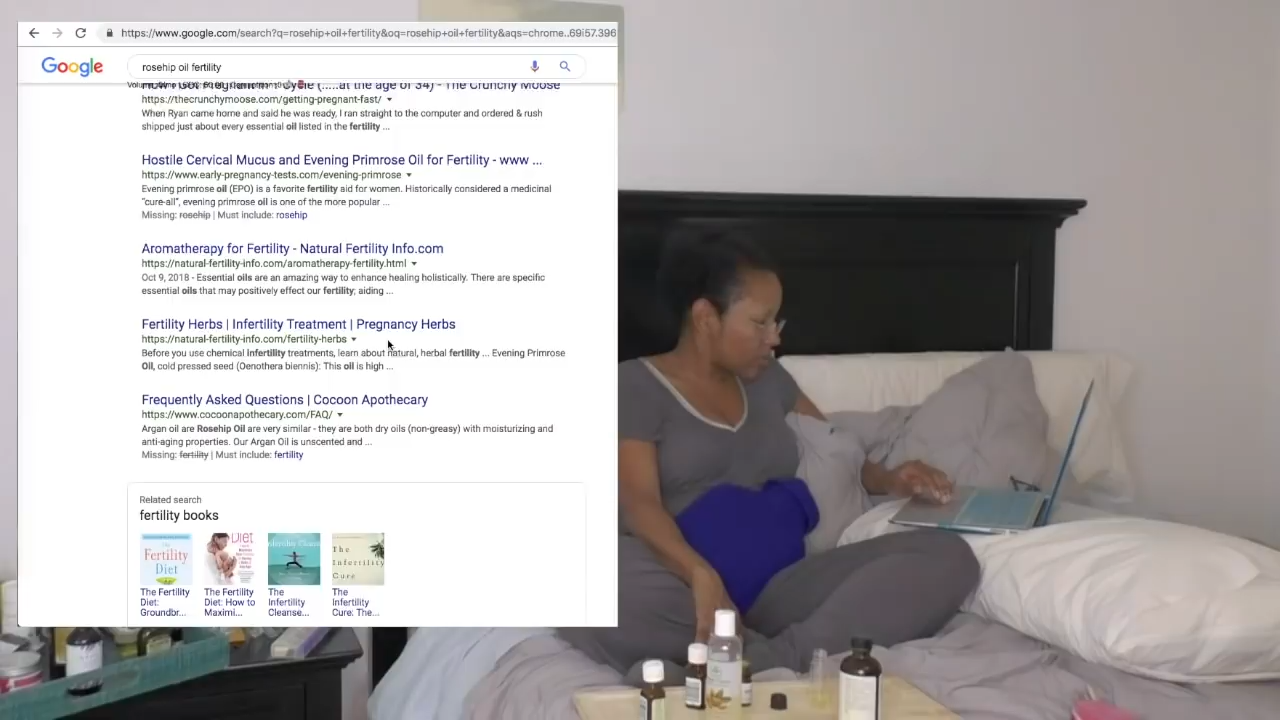 https://www.google.com/search?q=rosehip+oil+fertility&oq=rosehip+oil+fertility&aqs=chrome..69i57.396
Google
rosehip oil fertility
Cycle (.....at the age of 34) - The Crunchy Moose
https://thecrunchymoose.com/getting-pregnant-fast/
When Ryan came home and said he was ready, I ran straight to the computer and ordered & rush
shipped just about every essential oil listed in the fertility ...
Hostile Cervical Mucus and Evening Primrose Oil for Fertility - www ...
https://www.early-pregnancy-tests.com/evening-primrose
Evening primrose oil (EPO) is a favorite fertility aid for women. Historically considered a medicinal
"cure-all", evening primrose oil is one of the more popular ...
Missing: rosehip | Must include: rosehip
Aromatherapy for Fertility - Natural Fertility Info.com
https://natural-fertility-info.com/aromatherapy-fertility.html
Oct 9, 2018 - Essential oils are an amazing way to enhance healing holistically. There are specific
essential oils that may positively effect our fertility; aiding ...
Fertility Herbs | Infertility Treatment | Pregnancy Herbs
https://natural-fertility-info.com/fertility-herbs
Before you use chemical infertility treatments, learn about natural, herbal fertility ... Evening Primrose
Oil, cold pressed seed (Oenothera biennis): This oil is high ...
Frequently Asked Questions | Cocoon Apothecary
https://www.cocoonapothecary.com/FAQ/
Argan oil are Rosehip Oil are very similar - they are both dry oils (non-greasy) with moisturizing and
anti-aging properties. Our Argan Oil is unscented and ...
Missing: fertility | Must include: fertility
Related search
fertility books
Fertility
Diet
Diet
The
Infertility
Cure
The Fertility
Diet:
Groundbr...
The Fertility
Diet: How to
Maximi...
The
Infertility
Cleanse...
The
Infertility
Cure: The...